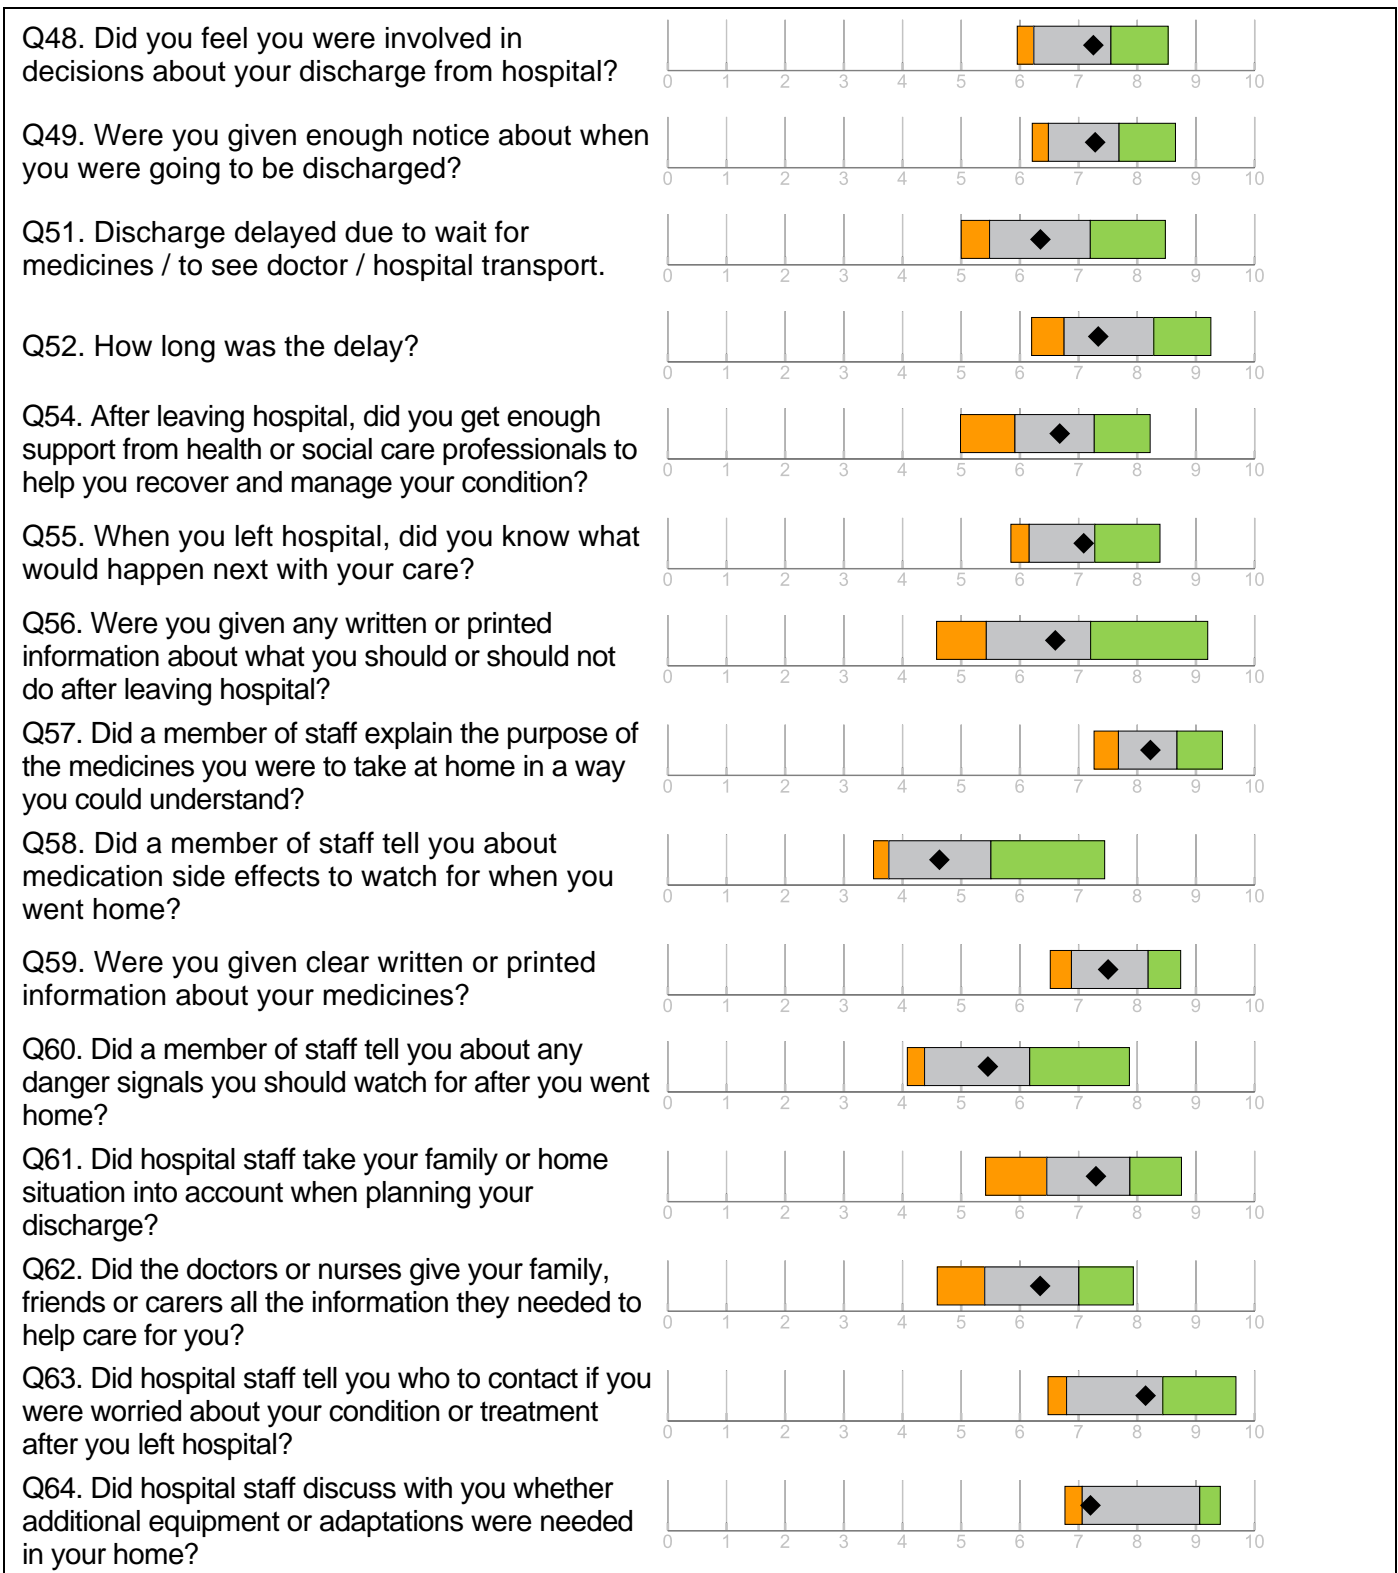 Q48. Did you feel you were involved in
decisions about your discharge from hospital?
0 1 2 3 4 5 6 7 8 9 10
Q49. Were you given enough notice about when
you were going to be discharged?
0 1 2 3 4 5 6 7 8 9 10
Q51. Discharge delayed due to wait for
medicines / to see doctor / hospital transport.
0 1 2 3 4 5 6 7 8 9 10
Q52. How long was the delay?
0 1 2 3 4 5 6 7 8 9 10
Q54. After leaving hospital, did you get enough
support from health or social care professionals to
help you recover and manage your condition?
0 1 2 3 4 5 6 7 8 9 10
Q55. When you left hospital, did you know what
would happen next with your care?
0 1 2 3 4 5 6 7 8 9 10
Q56. Were you given any written or printed
information about what you should or should not
do after leaving hospital?
0 1 2 3 4 5 6 7 8 9 10
Q57. Did a member of staff explain the purpose of
the medicines you were to take at home in a way
you could understand?
0 1 2 3 4 5 6 7 8 9 10
Q58. Did a member of staff tell you about
medication side effects to watch for when you
went home?
0 1 2 3 4 5 6 7 8 9 10
Q59. Were you given clear written or printed
information about your medicines?
0 1 2 3 4 5 6 7 8 9 10
Q60. Did a member of staff tell you about any
danger signals you should watch for after you went
home?
0 1 2 3 4 5 6 7 8 9 10
Q61. Did hospital staff take your family or home
situation into account when planning your
discharge?
0 1 2 3 4 5 6 7 8 9 10
Q62. Did the doctors or nurses give your family,
friends or carers all the information they needed to
help care for you?
0 1 2 3 4 5 6 7 8 9 10
Q63. Did hospital staff tell you who to contact if you
were worried about your condition or treatment
after you left hospital?
0 1 2 3 4 5 6 7 8 9 10
Q64. Did hospital staff discuss with you whether
additional equipment or adaptations were needed
in your home?
0 1 2 3 4 5 6 7 8 9 10